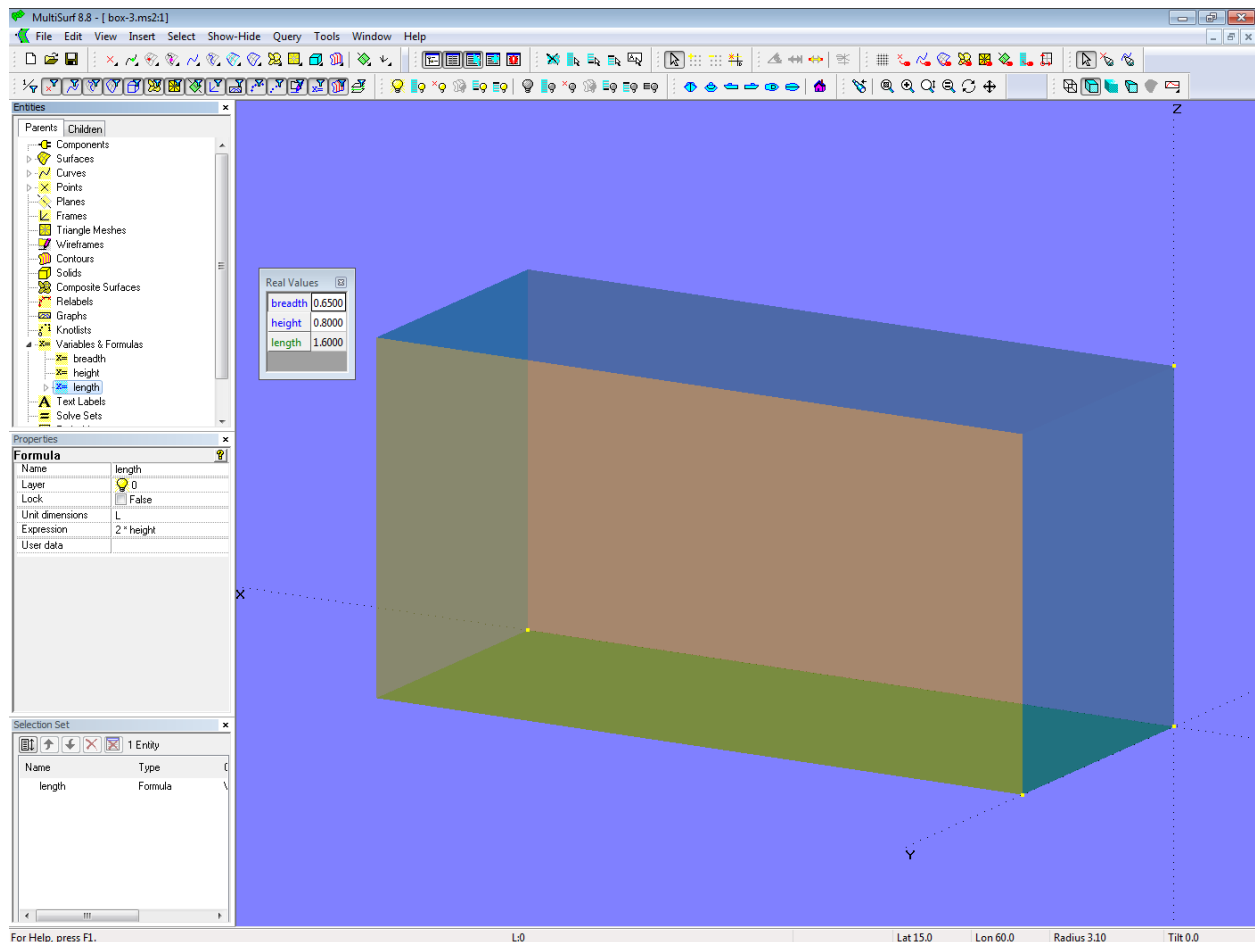 MultiSurf 8.8 - [ box-3.ms2:1]
File Edit View Insert Select Show-Hide Query Tools Window Help
Entities
Parents Children
Components
Surfaces
Curves
Points
Planes
Frames
Triangle Meshes
Wireframes
Contours
Solids
Composite Surfaces
Relabels
Graphs
Knotlists
Variables & Formulas
breadth
height
length
Text Labels
Solve Sets
Properties
Formula
Name length
Layer 0
Lock False
Unit dimensions L
Expression 2 * height
User data
Selection Set
1 Entity
Name Type
length Formula
Real Values
breadth 0.6500
height 0.8000
length 1.6000
Z
X
Y
For Help, press F1. L:0 Lat 15.0 Lon 60.0 Radius 3.10 Tilt 0.0